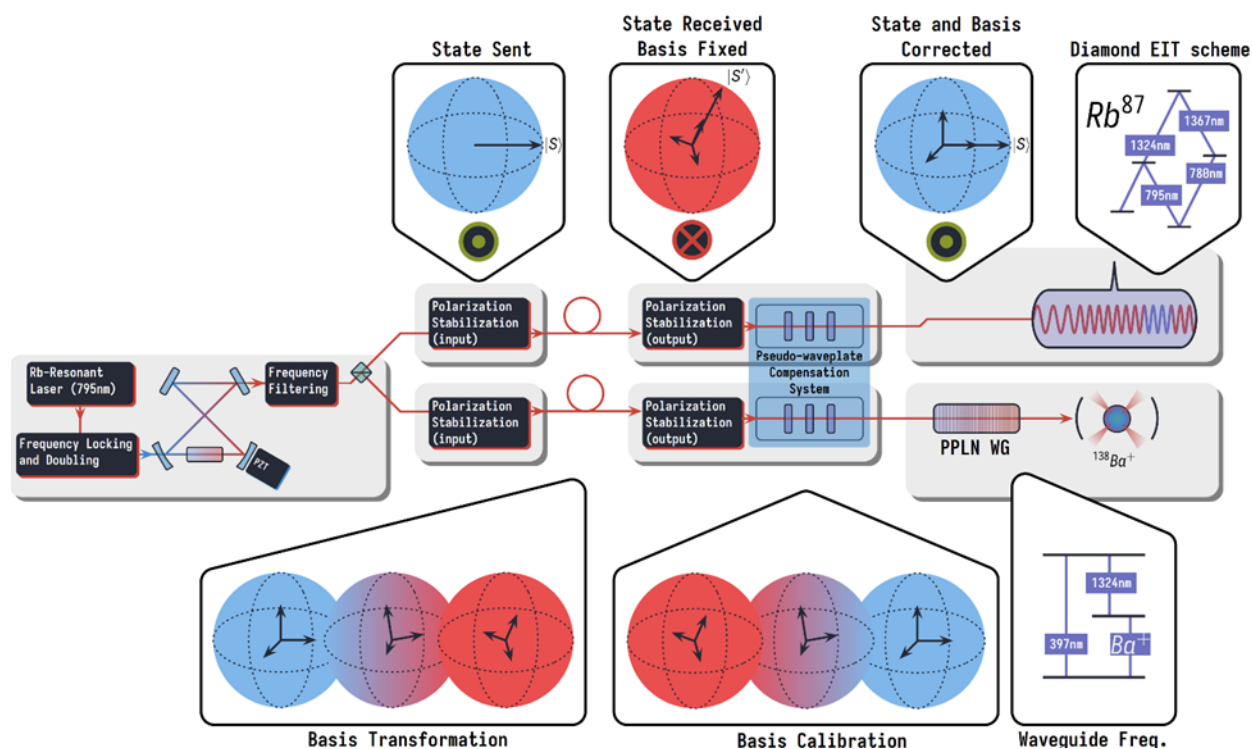 State Sent
State Received
Basis Fixed
State and Basis
Corrected
Diamond EIT scheme
|S⟩
|S'⟩
|S⟩
Rb⁸⁷
1367nm
1324nm
780nm
795nm
Polarization
Stabilization
(input)
Polarization
Stabilization
(output)
Pseudo-waveplate
Compensation
System
Rb-Resonant
Laser (795nm)
Frequency
Filtering
Frequency Locking
and Doubling
PZT
Polarization
Stabilization
(input)
Polarization
Stabilization
(output)
PPLN WG
¹³⁸Ba⁺
1324nm
397nm
Ba⁺
Basis Transformation
Basis Calibration
Waveguide Freq.